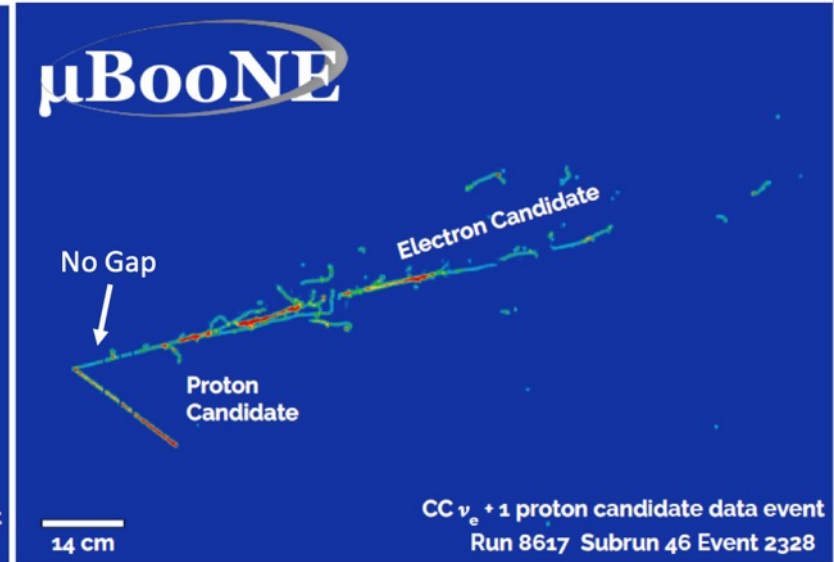 µBooNE
Electron Candidate
No Gap
Proton
Candidate
CC νₑ + 1 proton candidate data event
14 cm
Run 8617 Subrun 46 Event 2328